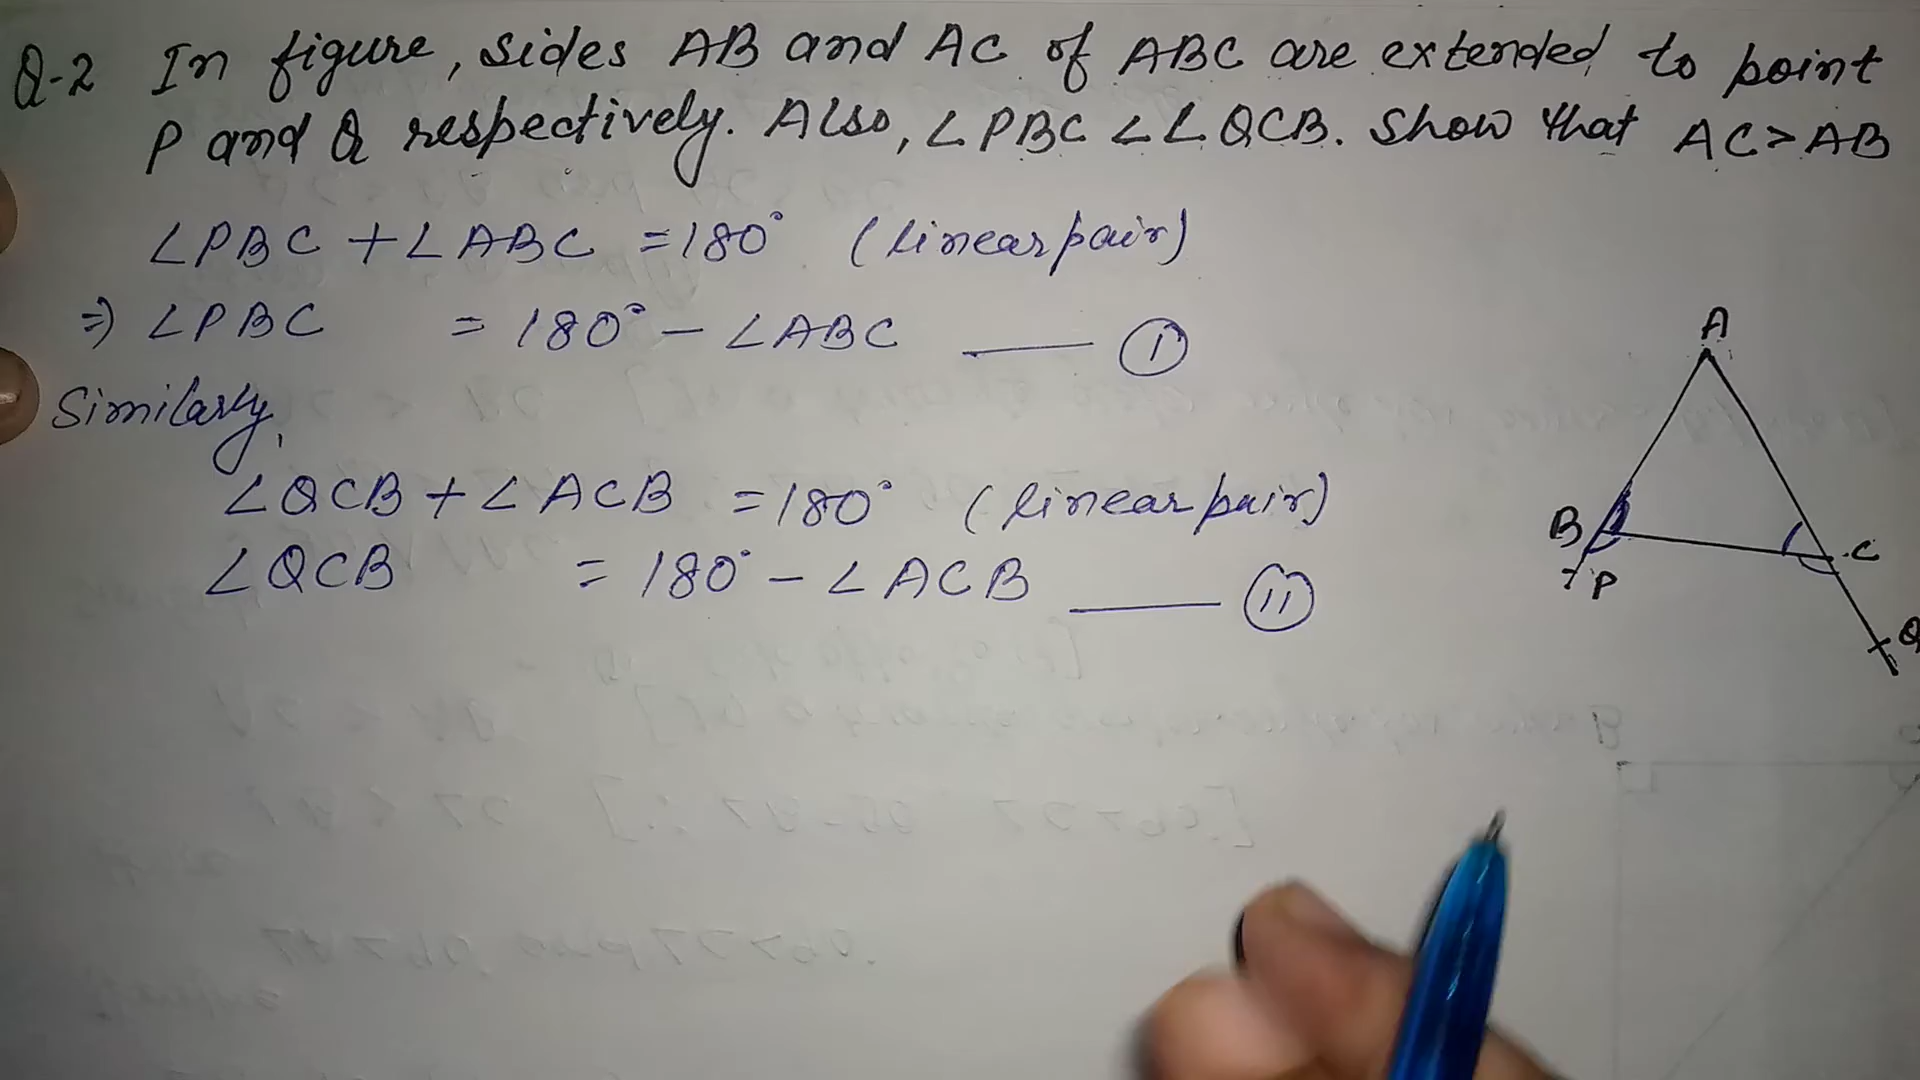 Q-2 In figure, sides AB and AC of ABC are extended to point
P and Q respectively. Also, ∠PBC < ∠QCB. Show that AC > AB
∠PBC + ∠ABC = 180° (linear pair)
⇒ ∠PBC = 180° - ∠ABC —— (i)
Similarly,
∠QCB + ∠ACB = 180° (linear pair)
∠QCB = 180° - ∠ACB —— (ii)
A
B
C
P
Q